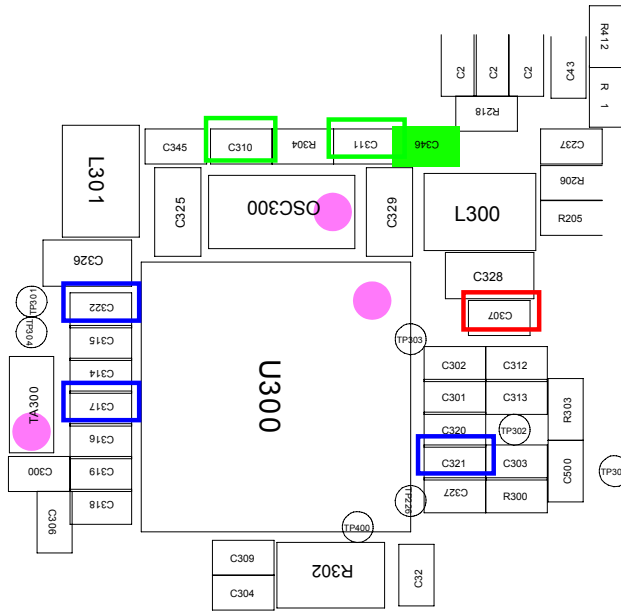 R412
C2 C2 C2 C43
R 1
R218
C345 C310 R304 C311 C346 C237
L301
R206
C325 OSC300 C329 L300 R205
C326 C328
TP301 C322 C307
TP304 C315 TP303
C314 C302 C312
U300
TA300 C317 C301 C313 R303
C316 C320 TP302
C300 C319 C321 C303 C500 TP30
C318 C327 R300
TP226
C306 TP400
C309 R302 C32
C304